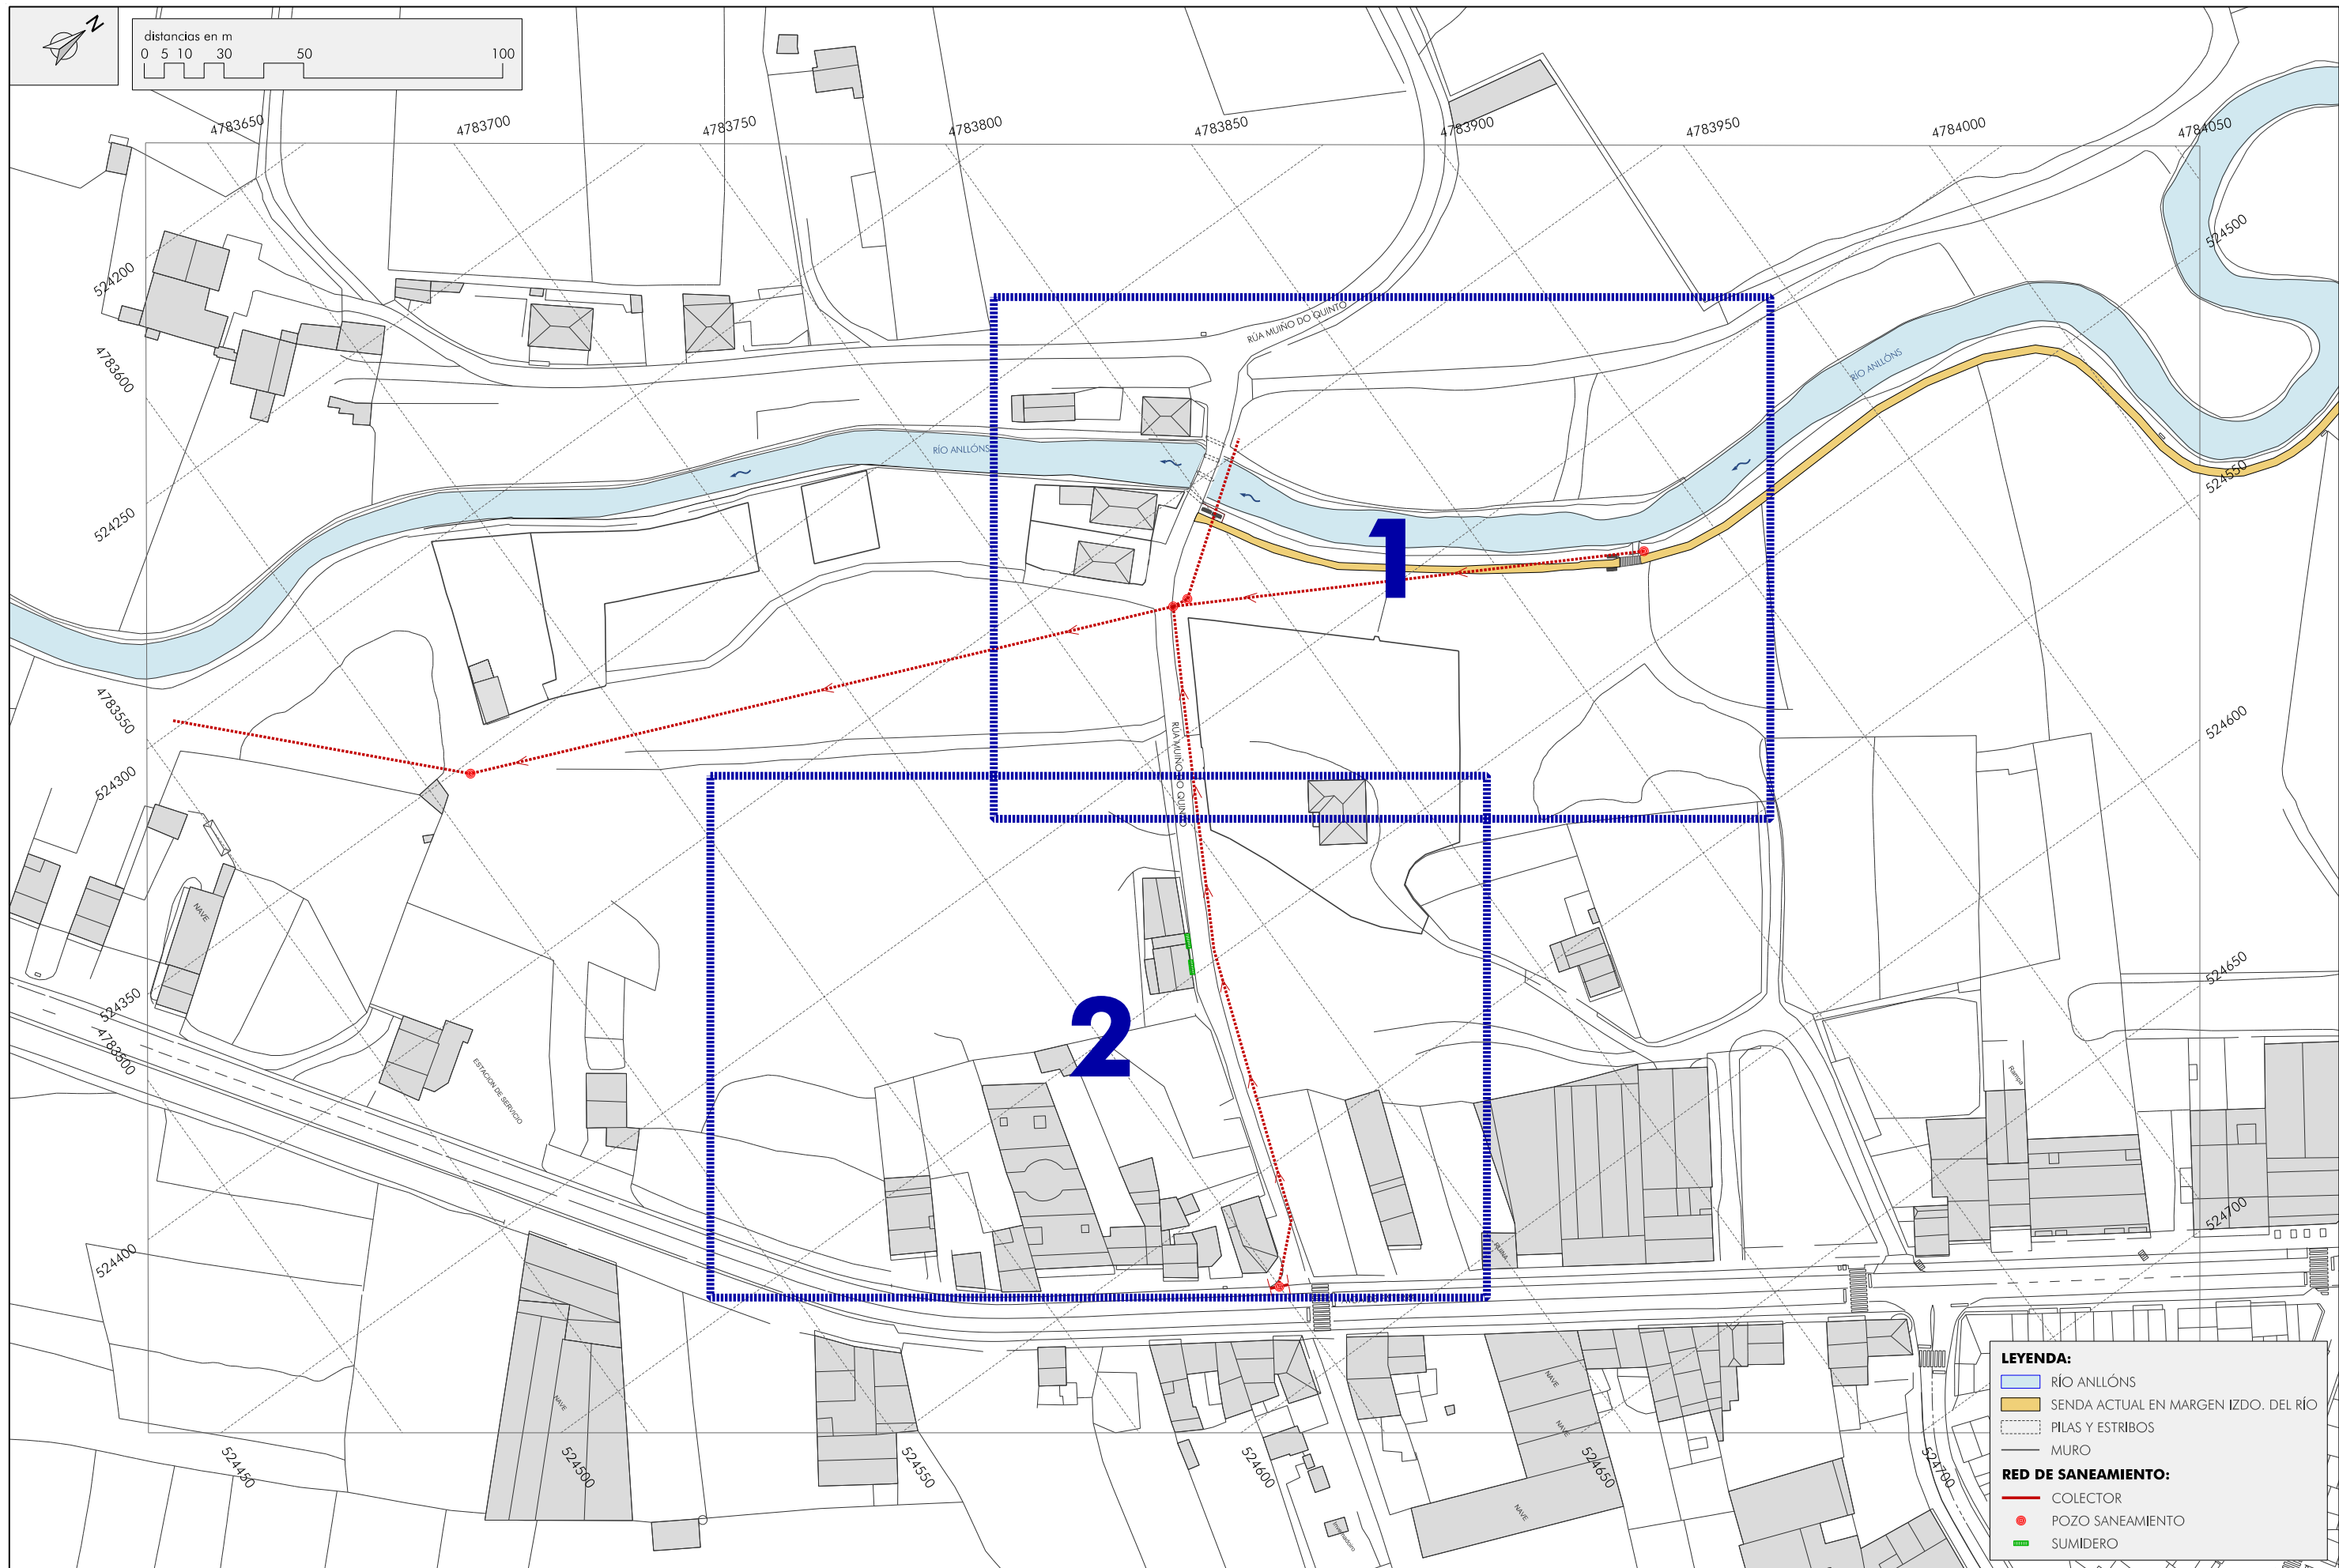 N
distancias en m
0 5 10 30 50 100
4783650
4783700
4783750
4783800
4783850
4783900
4783950
4784000
4784050
524200
4783600
524250
4783550
524300
524350
4783500
524400
524500
524550
524600
524650
524700
RÚA MUIÑO DO QUINTO
RÍO ANLLÓNS
RÍO ANLLÓNS
1
RÚA MUIÑO DO QUINTO
2
NAVE
ESTACION DE SERVICIO
Rampa
RUINA
NAVE
NAVE
NAVE
NAVE
Invernadero
524450
524500
524550
524600
524650
524700
LEYENDA:
RÍO ANLLÓNS
SENDA ACTUAL EN MARGEN IZDO. DEL RÍO
PILAS Y ESTRIBOS
MURO
RED DE SANEAMIENTO:
COLECTOR
POZO SANEAMIENTO
SUMIDERO